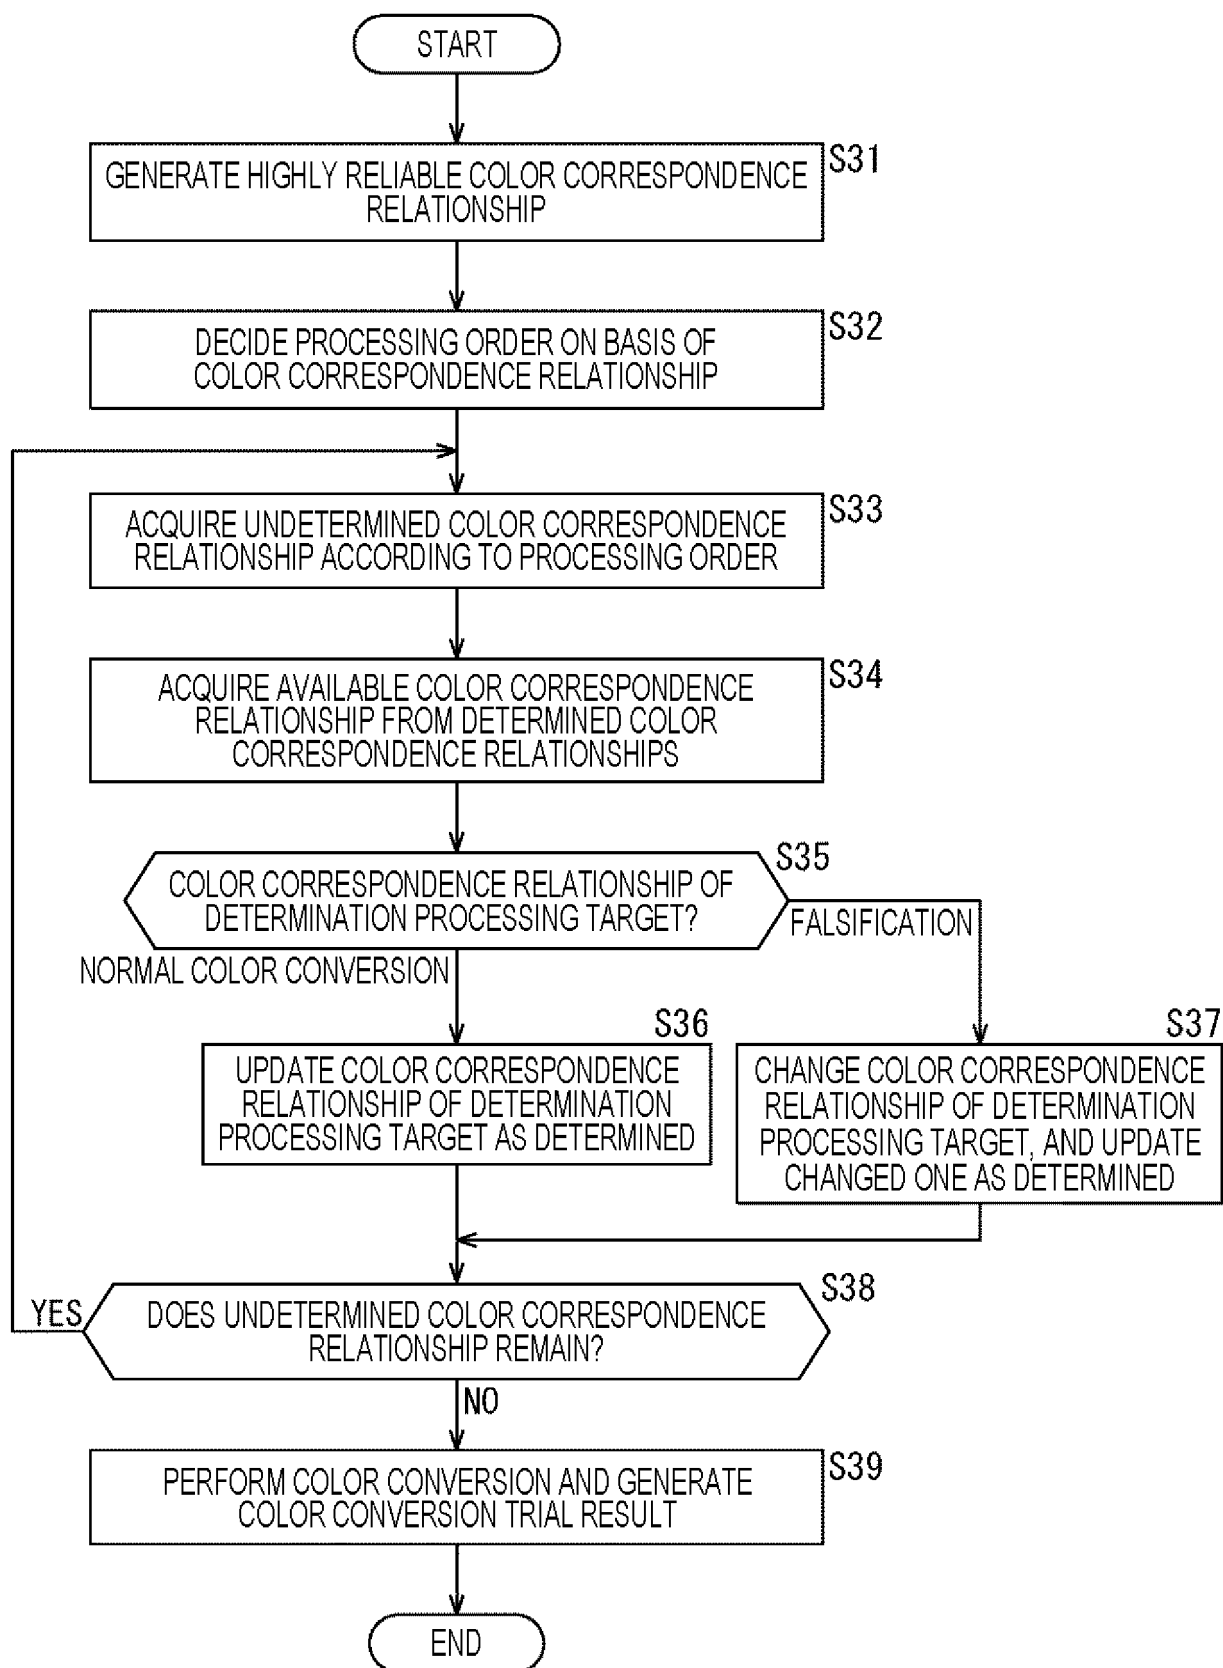 START
S31
GENERATE HIGHLY RELIABLE COLOR CORRESPONDENCE
RELATIONSHIP
S32
DECIDE PROCESSING ORDER ON BASIS OF
COLOR CORRESPONDENCE RELATIONSHIP
S33
ACQUIRE UNDETERMINED COLOR CORRESPONDENCE
RELATIONSHIP ACCORDING TO PROCESSING ORDER
S34
ACQUIRE AVAILABLE COLOR CORRESPONDENCE
RELATIONSHIP FROM DETERMINED COLOR
CORRESPONDENCE RELATIONSHIPS
S35
COLOR CORRESPONDENCE RELATIONSHIP OF
DETERMINATION PROCESSING TARGET?
FALSIFICATION
NORMAL COLOR CONVERSION
S36
UPDATE COLOR CORRESPONDENCE
RELATIONSHIP OF DETERMINATION
PROCESSING TARGET AS DETERMINED
S37
CHANGE COLOR CORRESPONDENCE
RELATIONSHIP OF DETERMINATION
PROCESSING TARGET, AND UPDATE
CHANGED ONE AS DETERMINED
S38
YES
DOES UNDETERMINED COLOR CORRESPONDENCE
RELATIONSHIP REMAIN?
NO
S39
PERFORM COLOR CONVERSION AND GENERATE
COLOR CONVERSION TRIAL RESULT
END